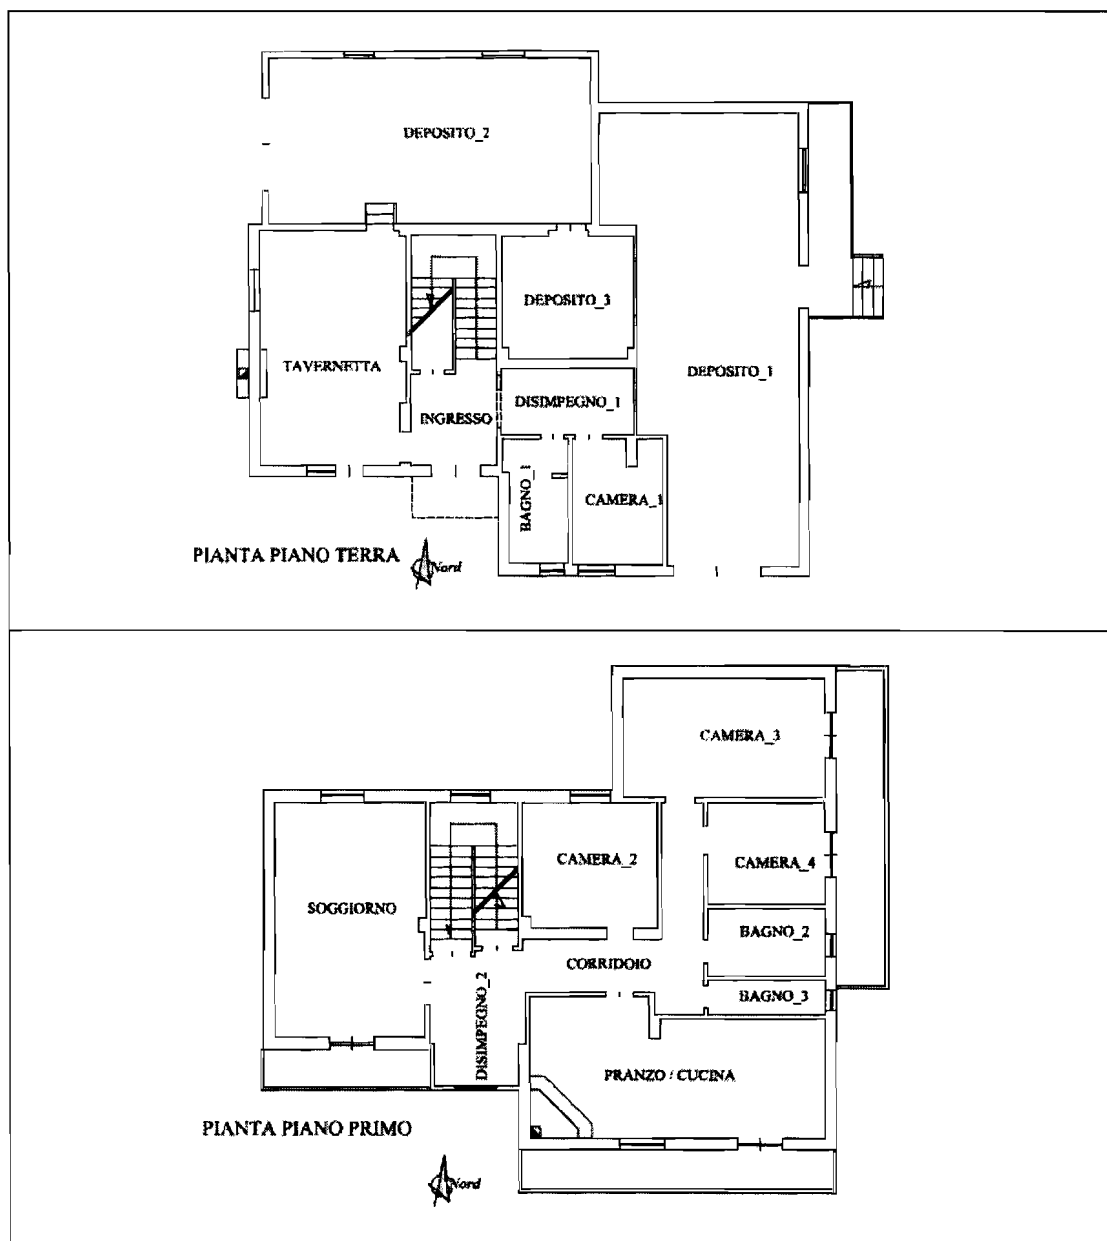 DEPOSITO_2
DEPOSITO_3
TAVERNETTA
DEPOSITO_1
DISIMPEGNO_1
INGRESSO
BAGNO_1
CAMERA_1
PIANTA PIANO TERRA
Nord
CAMERA_3
CAMERA_2
CAMERA_4
SOGGIORNO
BAGNO_2
CORRIDOIO
BAGNO_3
DISIMPEGNO_2
PRANZO / CUCINA
PIANTA PIANO PRIMO
Nord